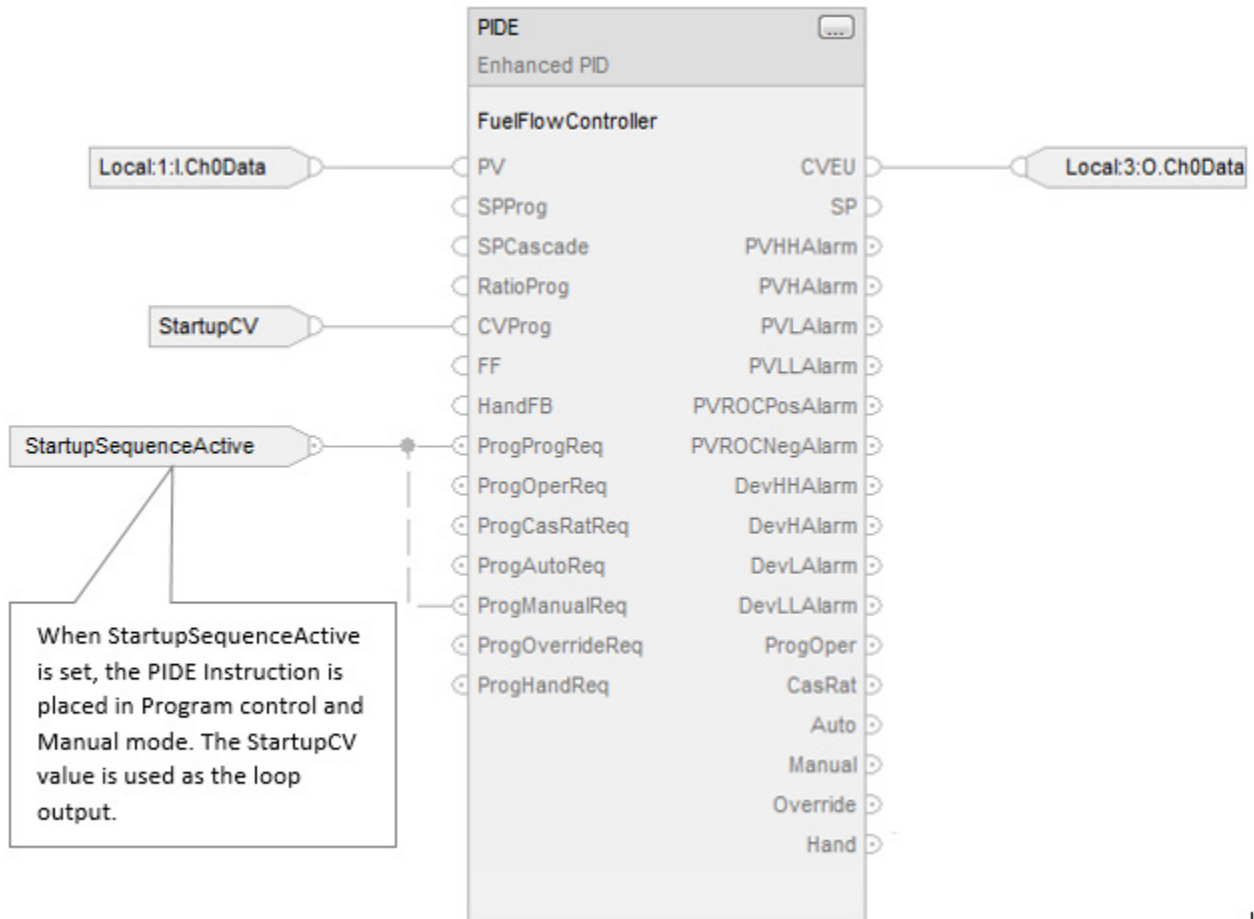 PIDE
...
Enhanced PID
FuelFlowController
Local:1:I.Ch0Data
PV
CVEU
Local:3:O.Ch0Data
SPProg
SP
SPCascade
PVHHAlarm
RatioProg
PVHAlarm
StartupCV
CVProg
PVLAlarm
FF
PVLLAlarm
HandFB
PVROCPosAlarm
StartupSequenceActive
ProgProgReq
PVROCNegAlarm
ProgOperReq
DevHHAlarm
ProgCasRatReq
DevHAlarm
ProgAutoReq
DevLAlarm
ProgManualReq
DevLLAlarm
ProgOverrideReq
ProgOper
ProgHandReq
CasRat
Auto
Manual
Override
Hand
When StartupSequenceActive
is set, the PIDE Instruction is
placed in Program control and
Manual mode. The StartupCV
value is used as the loop
output.